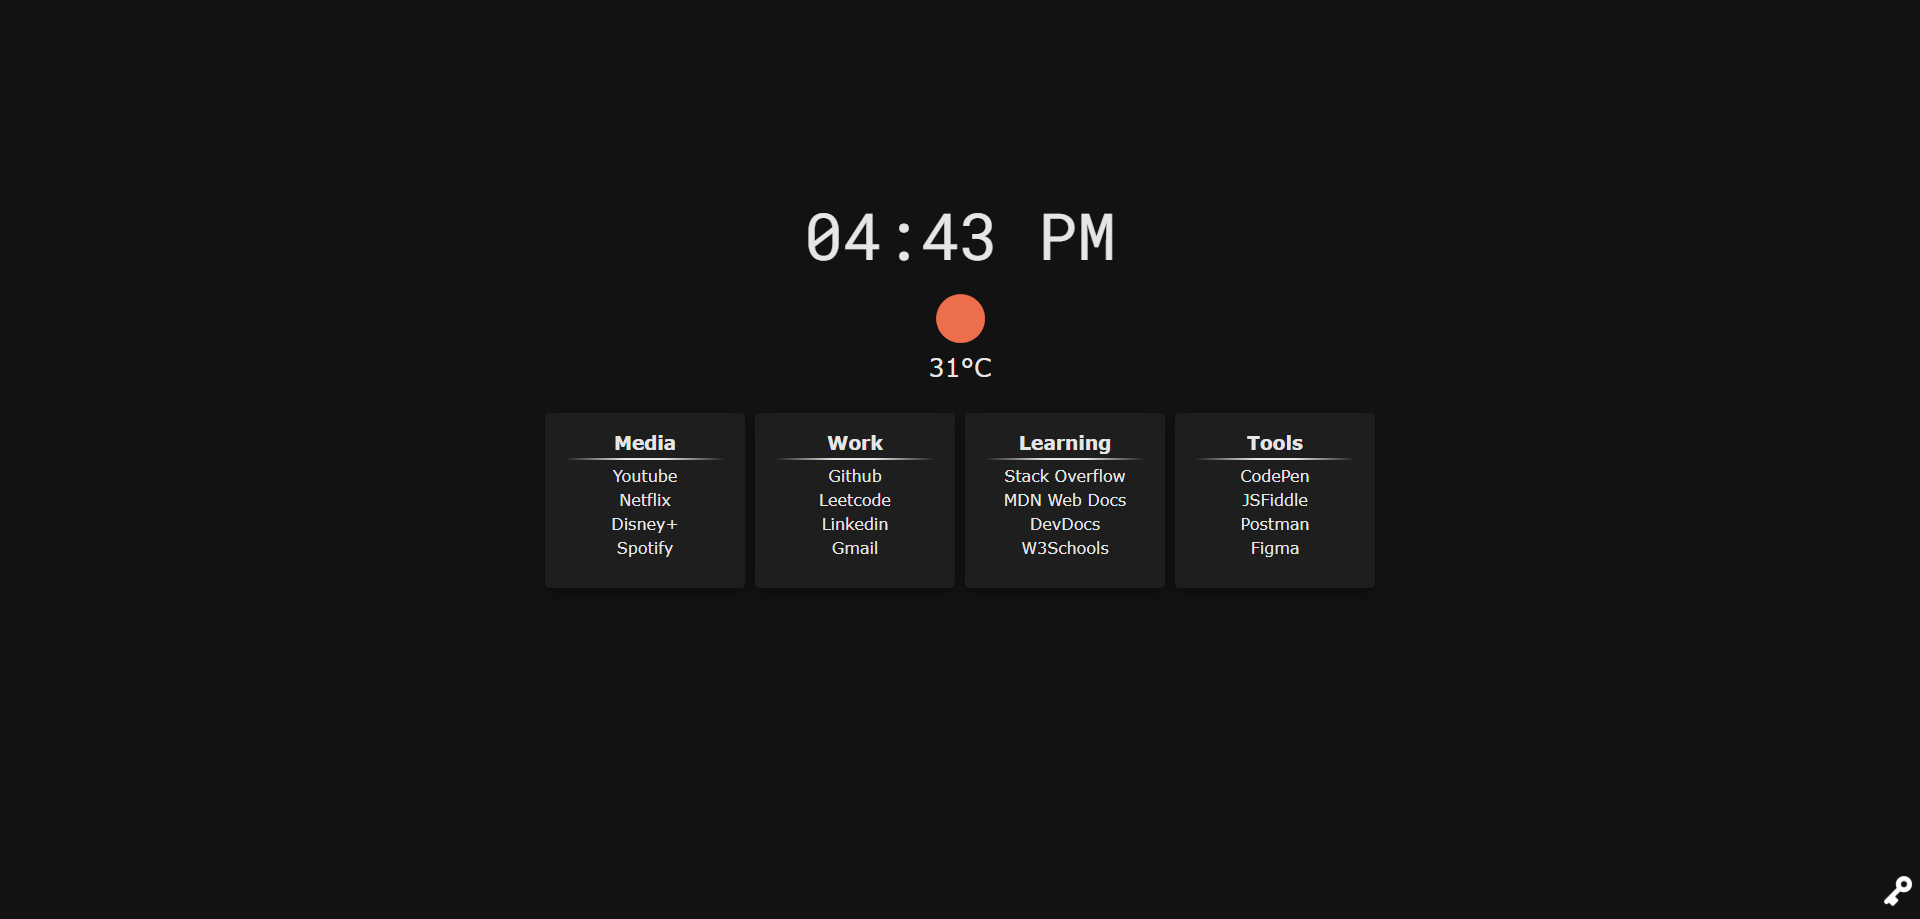 04:43 PM
31°C
Media
Youtube
Netflix
Disney+
Spotify
Work
Github
Leetcode
Linkedin
Gmail
Learning
Stack Overflow
MDN Web Docs
DevDocs
W3Schools
Tools
CodePen
JSFiddle
Postman
Figma